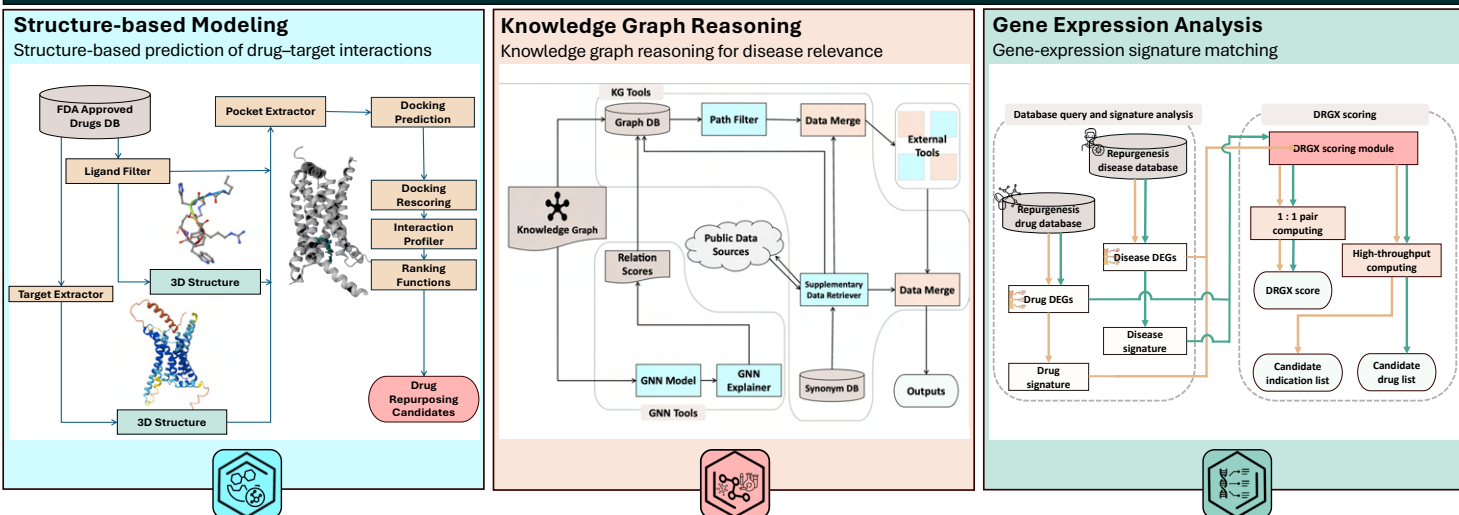 Structure-based Modeling
Structure-based prediction of drug–target interactions
FDA Approved
Drugs DB
Pocket Extractor
Docking
Prediction
Ligand Filter
Docking
Rescoring
Interaction
Profiler
Ranking
Functions
3D Structure
Target Extractor
Drug
Repurposing
Candidates
3D Structure
Knowledge Graph Reasoning
Knowledge graph reasoning for disease relevance
KG Tools
Graph DB
Path Filter
Data Merge
External
Tools
Knowledge Graph
Public Data
Sources
Relation
Scores
Supplementary
Data Retriever
Data Merge
GNN Model
GNN
Explainer
Synonym DB
Outputs
GNN Tools
Gene Expression Analysis
Gene-expression signature matching
Database query and signature analysis
DRGX scoring
Repurgenesis
disease database
DRGX scoring module
Repurgenesis
drug database
1 : 1 pair
computing
Disease DEGs
High-throughput
computing
Drug DEGs
DRGX score
Disease
signature
Drug
signature
Candidate
indication list
Candidate
drug list